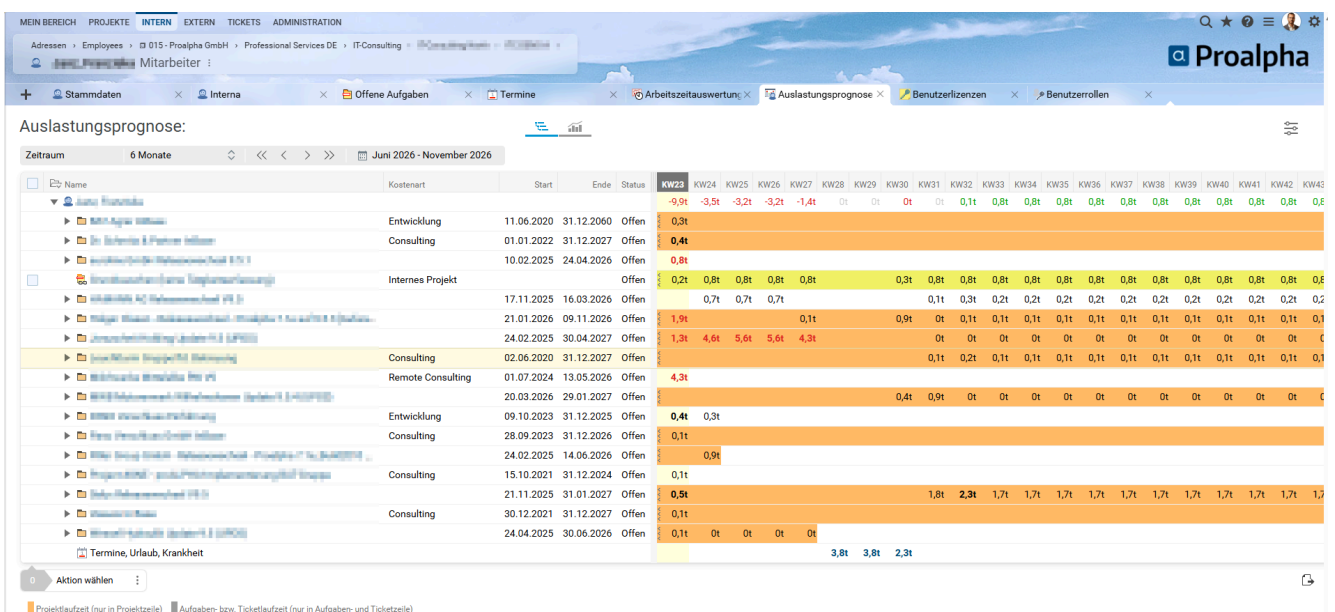 MEIN BEREICH PROJEKTE INTERN EXTERN TICKETS ADMINISTRATION
Adressen › Employees › 015 - Proalpha GmbH › Professional Services DE › IT-Consulting ›
Mitarbeiter
Proalpha
Stammdaten Interna Offene Aufgaben Termine Arbeitszeitauswertung Auslastungsprognose Benutzerlizenzen Benutzerrollen
Auslastungsprognose:
Zeitraum 6 Monate Juni 2026 - November 2026
Name Kostenart Start Ende Status KW23 KW24 KW25 KW26 KW27 KW28 KW29 KW30 KW31 KW32 KW33 KW34 KW35 KW36 KW37 KW38 KW39 KW40 KW41 KW42 KW43
-9,9t -3,5t -3,2t -3,2t -1,4t 0t 0t 0t 0t 0,1t 0,8t 0,8t 0,8t 0,8t 0,8t 0,8t 0,8t 0,8t 0,8t 0,8t
Entwicklung 11.06.2020 31.12.2060 Offen 0,3t
Consulting 01.01.2022 31.12.2027 Offen 0,4t
10.02.2025 24.04.2026 Offen 0,8t
Internes Projekt Offen 0,2t 0,8t 0,8t 0,8t 0,8t 0,3t 0,8t 0,8t 0,8t 0,8t 0,8t 0,8t 0,8t 0,8t 0,8t 0,8t 0,8t 0,8t
17.11.2025 16.03.2026 Offen 0,7t 0,7t 0,7t 0,1t 0,3t 0,2t 0,2t 0,2t 0,2t 0,2t 0,2t 0,2t 0,2t 0,2t 0,2t
21.01.2026 09.11.2026 Offen 1,9t 0,1t 0,9t 0t 0,1t 0,1t 0,1t 0,1t 0,1t 0,1t 0,1t 0,1t 0,1t 0,1t 0,1t
24.02.2025 30.04.2027 Offen 1,3t 4,6t 5,6t 5,6t 4,3t 0t 0t 0t 0t 0t 0t 0t 0t 0t 0t 0t 0t
Consulting 02.06.2020 31.12.2027 Offen 0,1t 0,2t 0,1t 0,1t 0,1t 0,1t 0,1t 0,1t 0,1t 0,1t 0,1t 0,1t
Remote Consulting 01.07.2024 13.05.2026 Offen 4,3t
20.03.2026 29.01.2027 Offen 0,4t 0,9t 0t 0t 0t 0t 0t 0t 0t 0t 0t 0t 0t
Entwicklung 09.10.2023 31.12.2025 Offen 0,4t 0,3t
Consulting 28.09.2023 31.12.2026 Offen 0,1t
24.02.2025 14.06.2026 Offen 0,9t
Consulting 15.10.2021 31.12.2024 Offen 0,1t
21.11.2025 31.01.2027 Offen 0,5t 1,8t 2,3t 1,7t 1,7t 1,7t 1,7t 1,7t 1,7t 1,7t 1,7t 1,7t
Consulting 30.12.2021 31.12.2027 Offen 0,1t
24.04.2025 30.06.2026 Offen 0,1t 0t 0t 0t 0t
Termine, Urlaub, Krankheit 3,8t 3,8t 2,3t
0 Aktion wählen
Projektlaufzeit (nur in Projektzeile) Aufgaben- bzw. Ticketlaufzeit (nur in Aufgaben- und Ticketzeile)